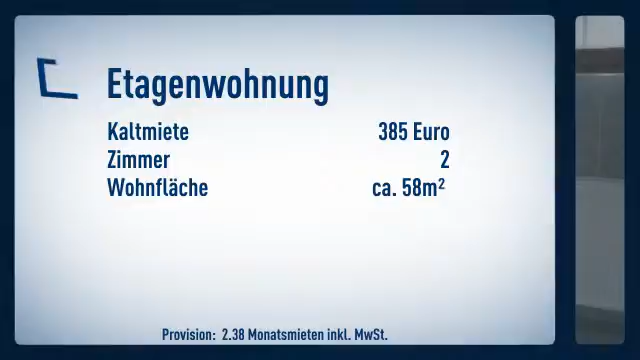 Etagenwohnung
Kaltmiete 385 Euro
Zimmer 2
Wohnfläche ca. 58m²
Provision: 2.38 Monatsmieten inkl. MwSt.